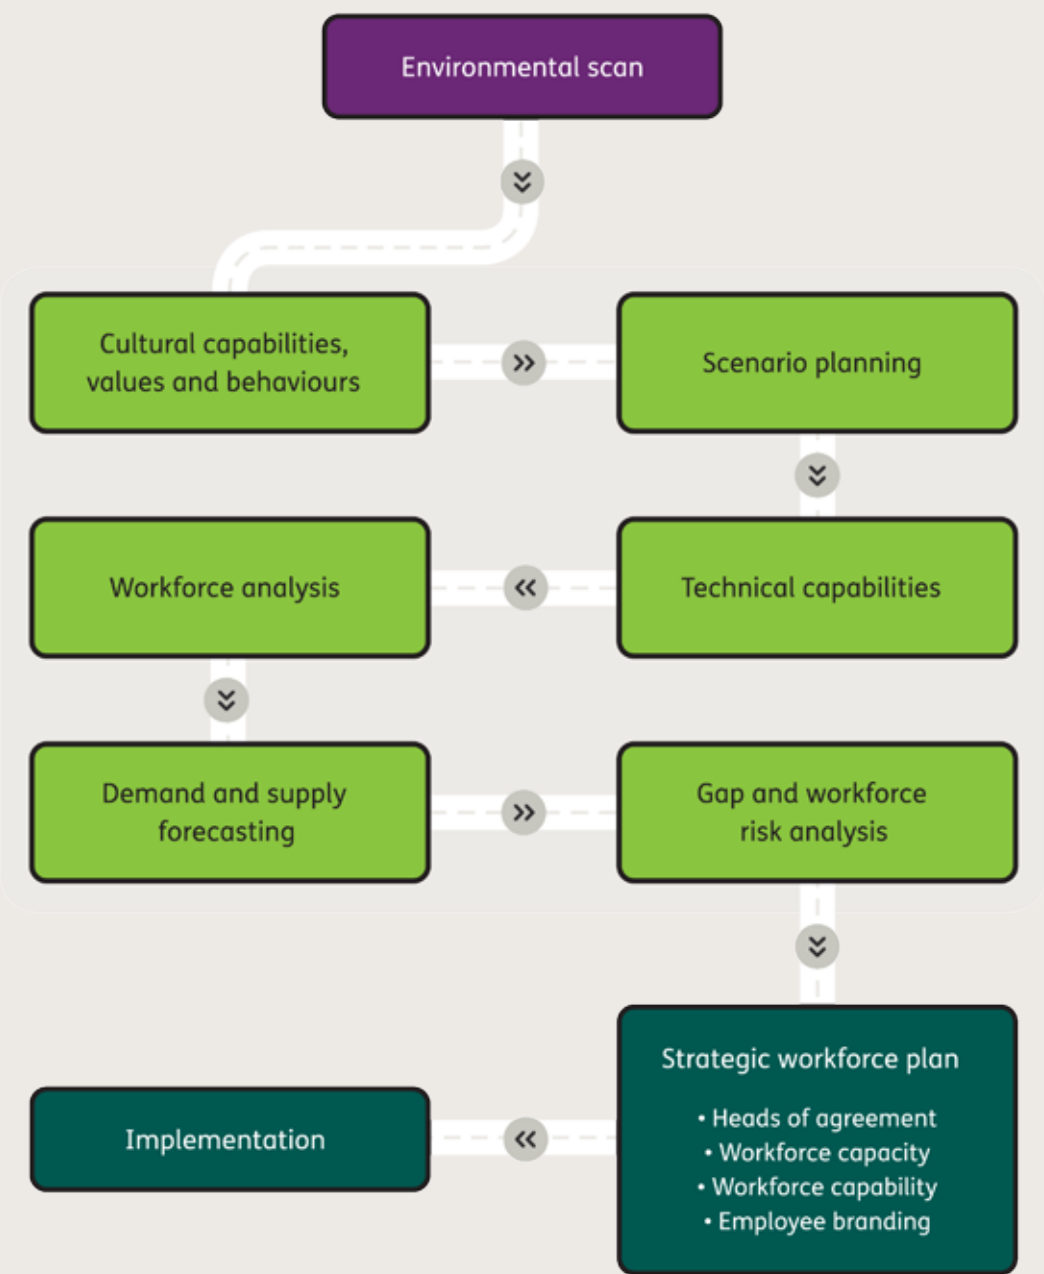 Environmental scan
Cultural capabilities,
values and behaviours
Scenario planning
Technical capabilities
Workforce analysis
Demand and supply
forecasting
Gap and workforce
risk analysis
Strategic workforce plan
• Heads of agreement
• Workforce capacity
• Workforce capability
• Employee branding
Implementation